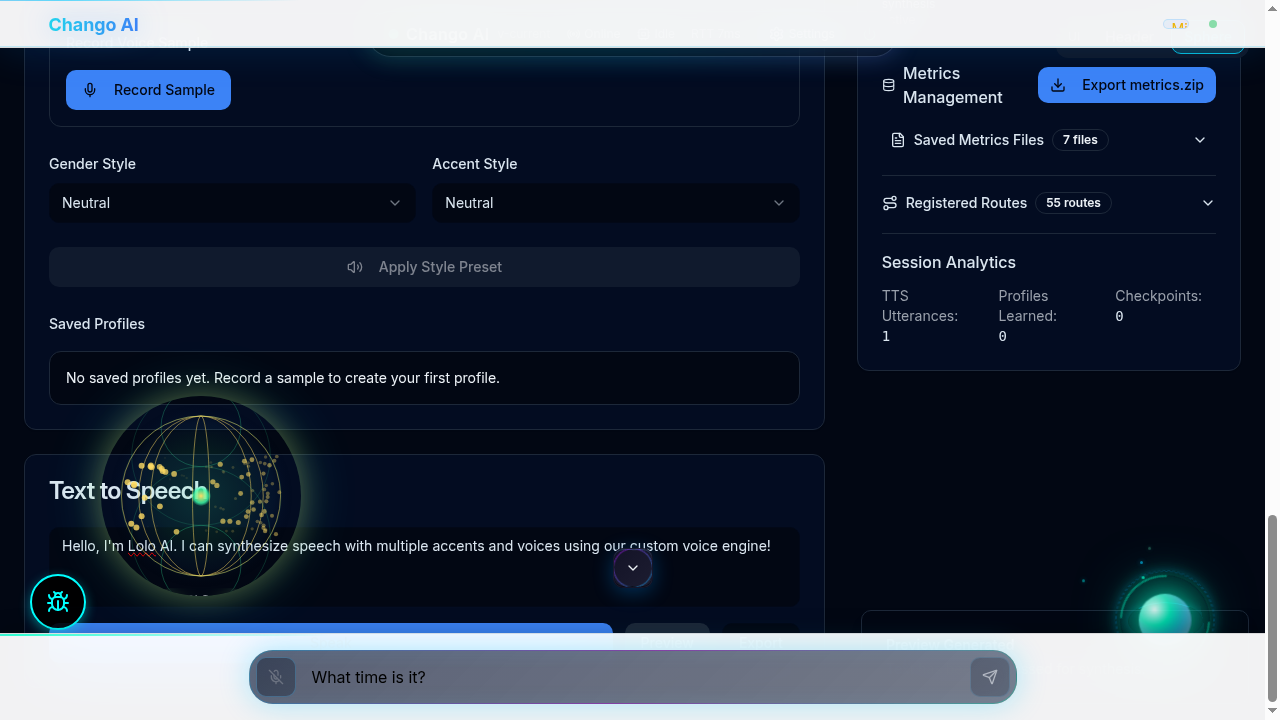 Chango AI
Record Sample
Gender Style
Accent Style
Neutral
Neutral
Apply Style Preset
Saved Profiles
No saved profiles yet. Record a sample to create your first profile.
Text to Speech
Hello, I'm Lolo AI. I can synthesize speech with multiple accents and voices using our custom voice engine!
Metrics
Management
Export metrics.zip
Saved Metrics Files
7 files
Registered Routes
55 routes
Session Analytics
TTS
Utterances:
1
Profiles
Learned:
0
Checkpoints:
0
What time is it?